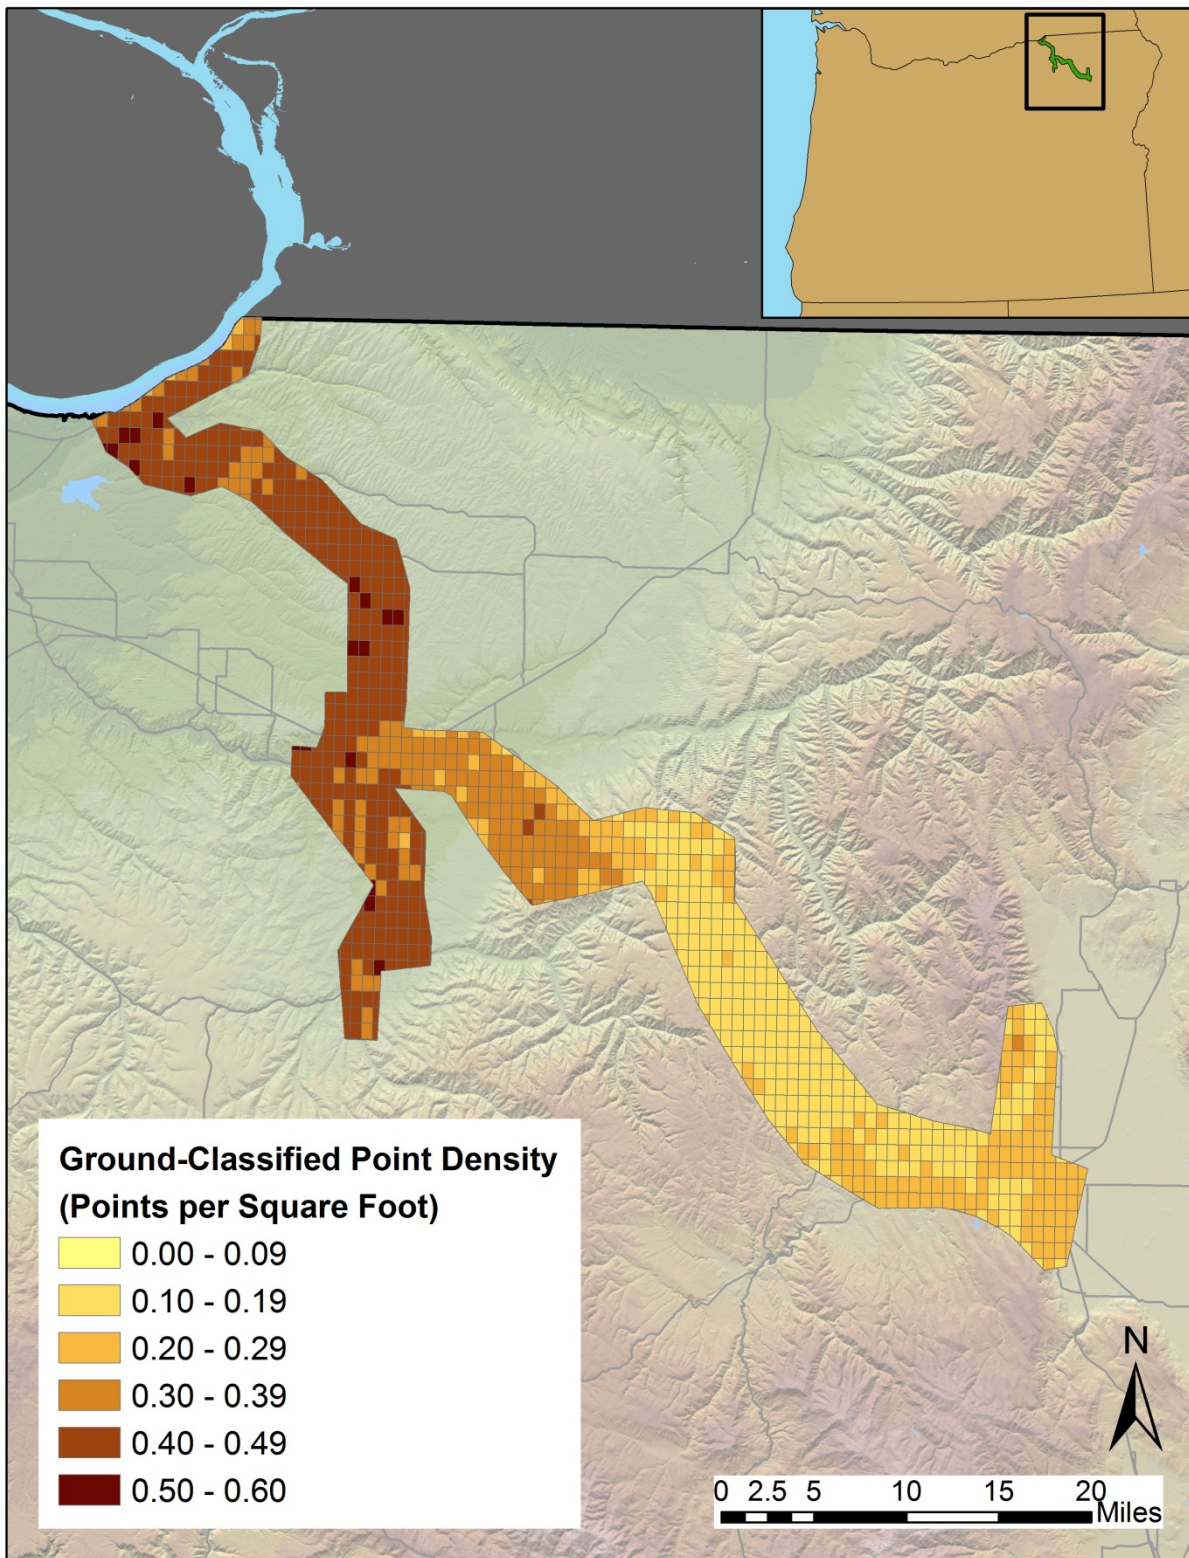 Ground-Classified Point Density
(Points per Square Foot)
0.00 - 0.09
0.10 - 0.19
0.20 - 0.29
0.30 - 0.39
0.40 - 0.49
0.50 - 0.60
N
0 2.5 5 10 15 20
Miles